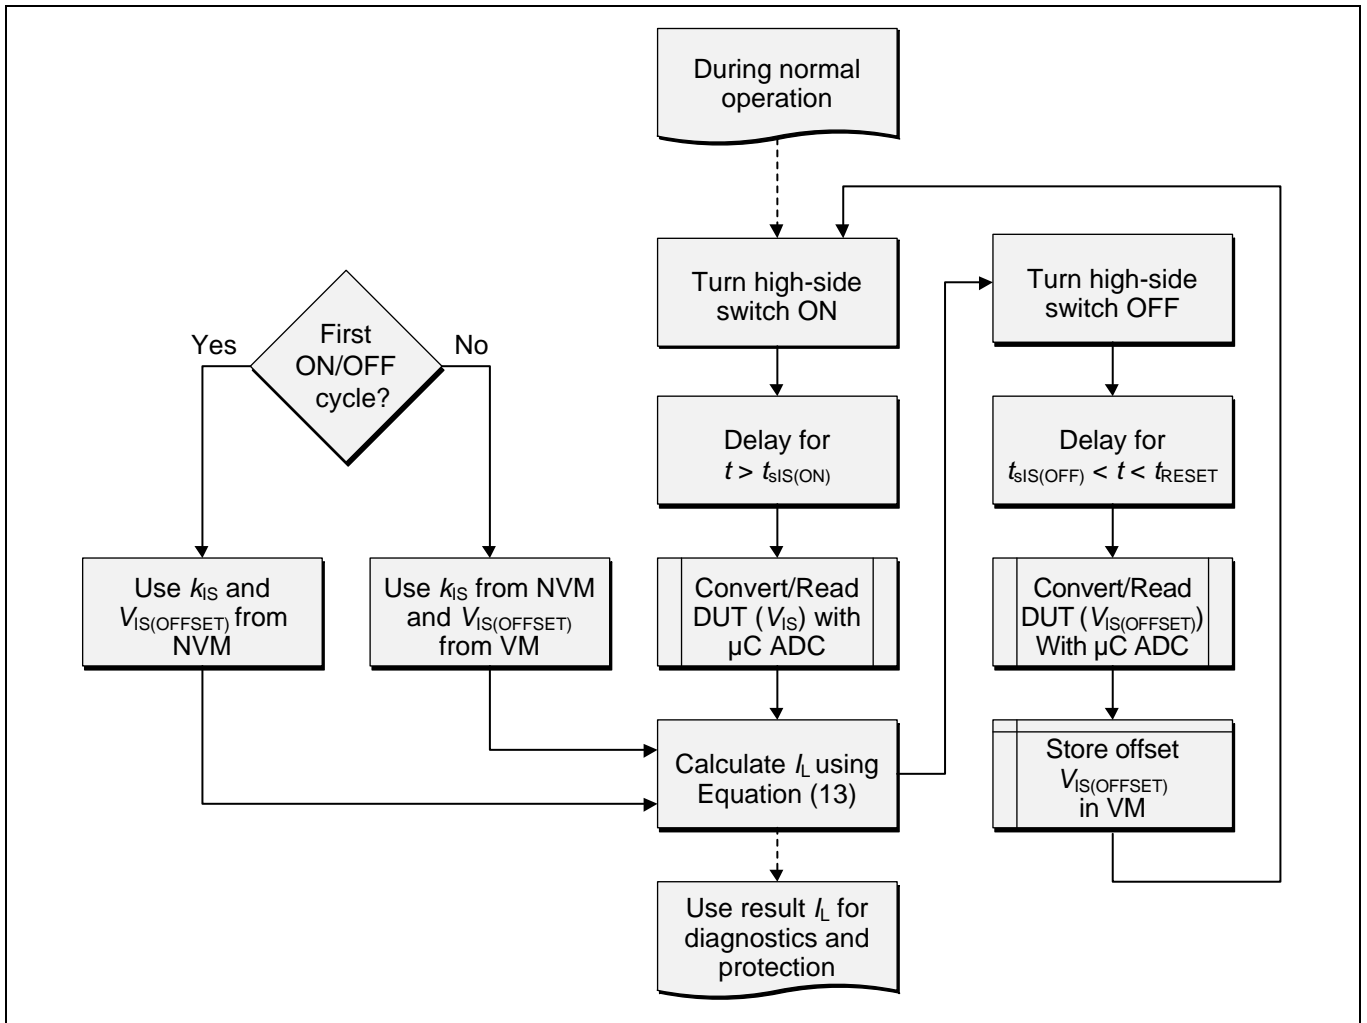 During normal
operation
Turn high-side
switch ON
Turn high-side
switch OFF
First
ON/OFF
cycle?
Yes
No
Delay for
t > tsIS(ON)
Delay for
tsIS(OFF) < t < tRESET
Use kIS and
VIS(OFFSET) from
NVM
Use kIS from NVM
and VIS(OFFSET)
from VM
Convert/Read
DUT (VIS) with
µC ADC
Convert/Read
DUT (VIS(OFFSET))
With µC ADC
Calculate IL using
Equation (13)
Store offset
VIS(OFFSET)
in VM
Use result IL for
diagnostics and
protection